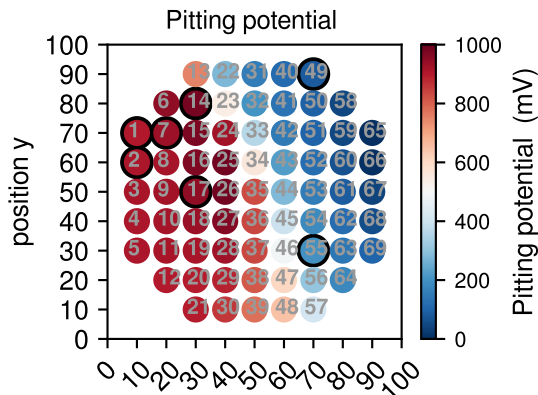 Pitting potential
100
90
80
70
60
50
40
30
20
10
0
position y
13 22 31 40 49
6 14 23 32 41 50 58
1 7 15 24 33 42 51 59 65
2 8 16 25 34 43 52 60 66
3 9 17 26 35 44 53 61 67
4 10 18 27 36 45 54 62 68
5 11 19 28 37 46 55 63 69
12 20 29 38 47 56 64
21 30 39 48 57
0 10 20 30 40 50 60 70 80 90 100
1000
800
600
400
200
0
Pitting potential (mV)